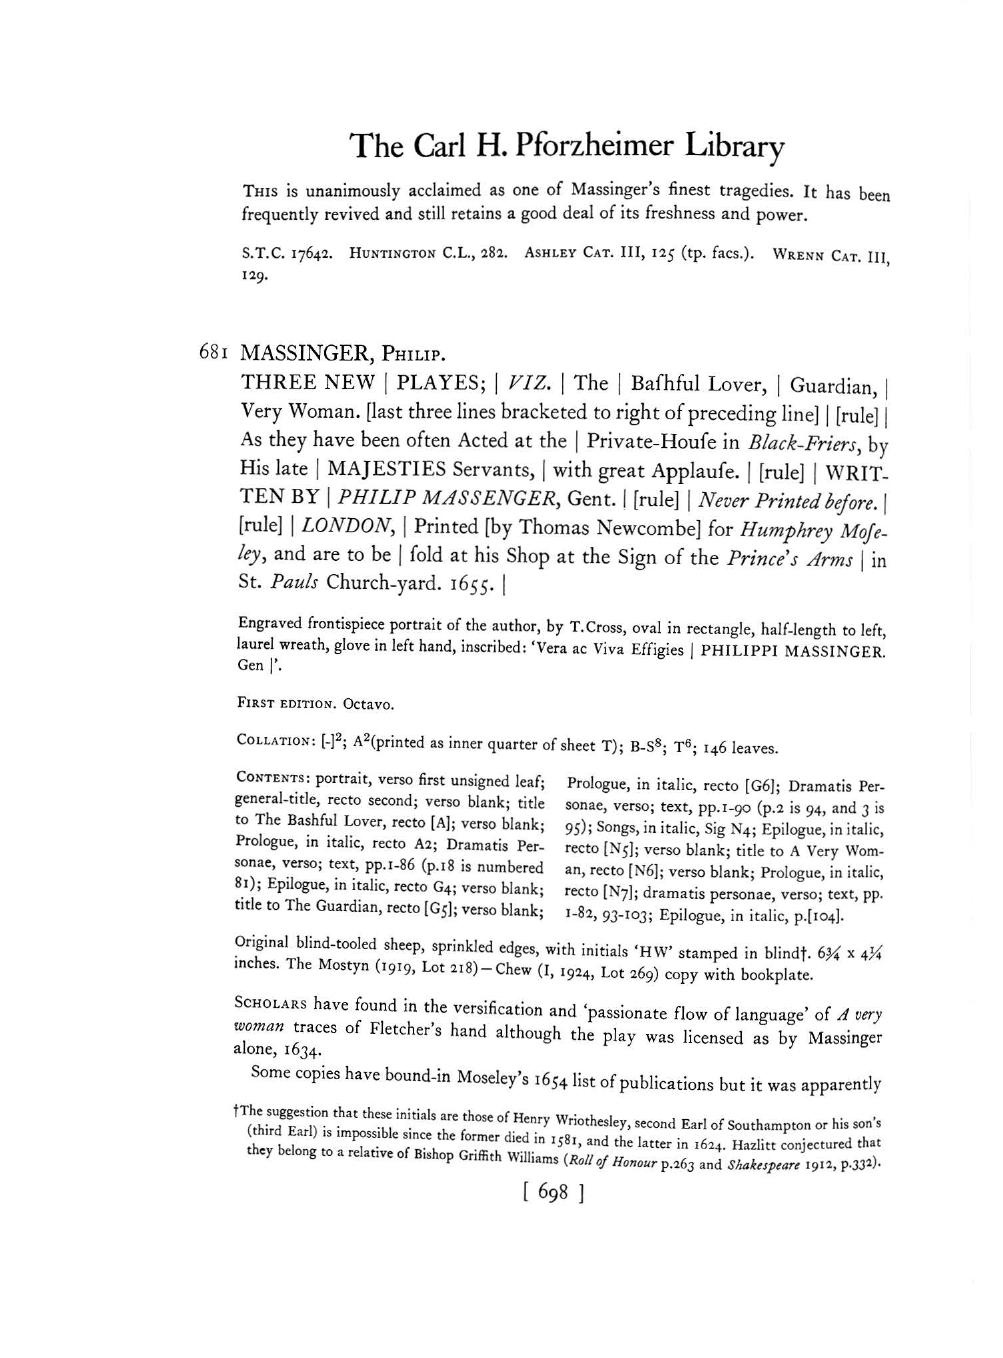 The Carl H. Pforzheimer Library
THIS is unanimously acclaimed as one of Massinger's finest tragedies. It has been
frequently revived and still retains a good deal of its freshness and power.
S.T.C. 17642. HUNTINGTON C.L., 282. ASHLEY CAT. III, 125 (tp. facs.). WRENN CAT. III,
129.
681 MASSINGER, PHILIP.
THREE NEW | PLAYES; | VIZ. | The | Baſhful Lover, | Guardian, |
Very Woman. [last three lines bracketed to right of preceding line] | [rule] |
As they have been often Acted at the | Private-Houſe in Black-Friers, by
His late | MAJESTIES Servants, | with great Applauſe. | [rule] | WRIT-
TEN BY | PHILIP MASSENGER, Gent. | [rule] | Never Printed before. |
[rule] | LONDON, | Printed [by Thomas Newcombe] for Humphrey Moſe-
ley, and are to be | ſold at his Shop at the Sign of the Prince's Arms | in
St. Pauls Church-yard. 1655. |
Engraved frontispiece portrait of the author, by T.Cross, oval in rectangle, half-length to left,
laurel wreath, glove in left hand, inscribed: 'Vera ac Viva Effigies | PHILIPPI MASSINGER.
Gen |'.
FIRST EDITION. Octavo.
COLLATION: [-]²; A²(printed as inner quarter of sheet T); B-S⁸; T⁶; 146 leaves.
CONTENTS: portrait, verso first unsigned leaf;
general-title, recto second; verso blank; title
to The Bashful Lover, recto [A]; verso blank;
Prologue, in italic, recto A2; Dramatis Per-
sonae, verso; text, pp.1-86 (p.18 is numbered
81); Epilogue, in italic, recto G4; verso blank;
title to The Guardian, recto [G5]; verso blank;
Prologue, in italic, recto [G6]; Dramatis Per-
sonae, verso; text, pp.1-90 (p.2 is 94, and 3 is
95); Songs, in italic, Sig N4; Epilogue, in italic,
recto [N5]; verso blank; title to A Very Wom-
an, recto [N6]; verso blank; Prologue, in italic,
recto [N7]; dramatis personae, verso; text, pp.
1-82, 93-103; Epilogue, in italic, p.[104].
Original blind-tooled sheep, sprinkled edges, with initials 'HW' stamped in blind†. 6¾ x 4¼
inches. The Mostyn (1919, Lot 218)—Chew (I, 1924, Lot 269) copy with bookplate.
SCHOLARS have found in the versification and 'passionate flow of language' of A very
woman traces of Fletcher's hand although the play was licensed as by Massinger
alone, 1634.
Some copies have bound-in Moseley's 1654 list of publications but it was apparently
†The suggestion that these initials are those of Henry Wriothesley, second Earl of Southampton or his son's
(third Earl) is impossible since the former died in 1581, and the latter in 1624. Hazlitt conjectured that
they belong to a relative of Bishop Griffith Williams (Roll of Honour p.263 and Shakespeare 1912, p.332).
[ 698 ]